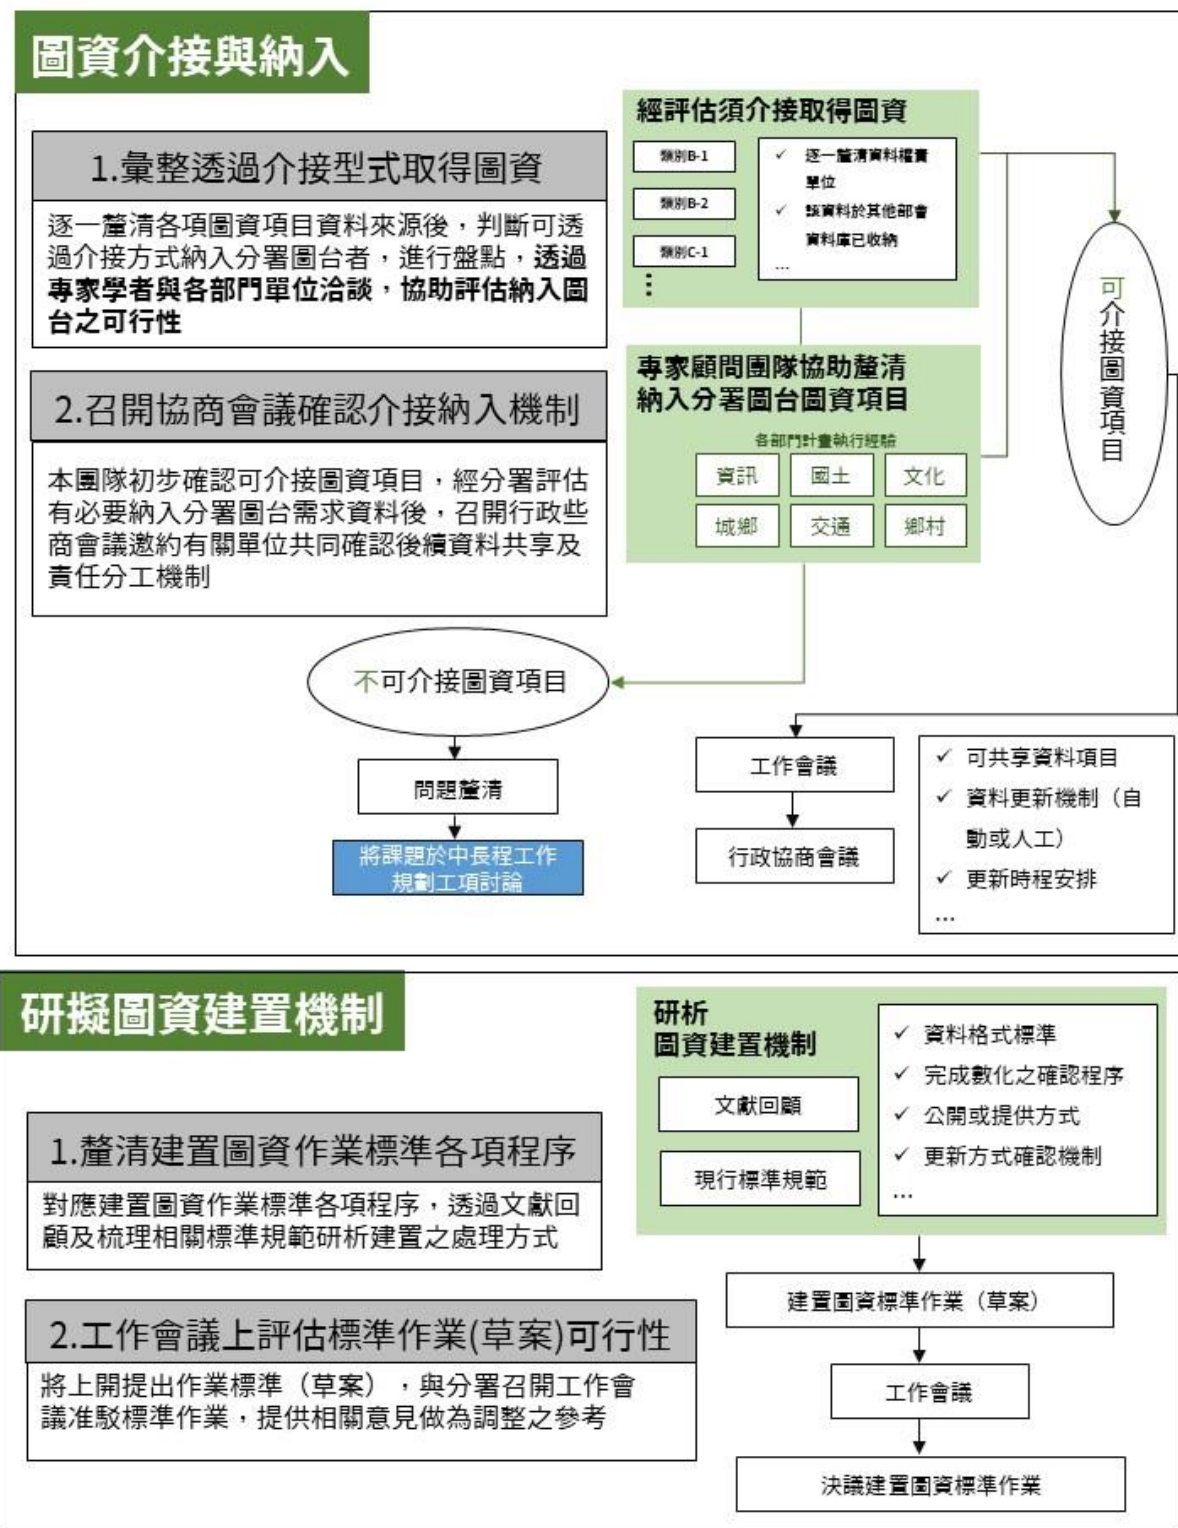 圖資介接與納入
1.彙整透過介接型式取得圖資
逐一釐清各項圖資項目資料來源後，判斷可透
過介接方式納入分署圖台者，進行盤點，透過
專家學者與各部門單位洽談，協助評估納入圖
台之可行性
2.召開協商會議確認介接納入機制
本團隊初步確認可介接圖資項目，經分署評估
有必要納入分署圖台需求資料後，召開行政些
商會議邀約有關單位共同確認後續資料共享及
責任分工機制
經評估須介接取得圖資
類別B-1
類別B-2
類別C-1
⋮
✓ 逐一釐清資料權責
單位
✓ 該資料於其他部會
資料庫已收納
...
專家顧問團隊協助釐清
納入分署圖台圖資項目
各部門計畫執行經驗
資訊 國土 文化
城鄉 交通 鄉村
可介接圖資項目
不可介接圖資項目
問題釐清
將課題於中長程工作
規劃工項討論
工作會議
行政協商會議
✓ 可共享資料項目
✓ 資料更新機制（自
動或人工）
✓ 更新時程安排
...
研擬圖資建置機制
1.釐清建置圖資作業標準各項程序
對應建置圖資作業標準各項程序，透過文獻回
顧及梳理相關標準規範研析建置之處理方式
2.工作會議上評估標準作業(草案)可行性
將上開提出作業標準（草案），與分署召開工作會
議准駁標準作業，提供相關意見做為調整之參考
研析
圖資建置機制
文獻回顧
現行標準規範
✓ 資料格式標準
✓ 完成數化之確認程序
✓ 公開或提供方式
✓ 更新方式確認機制
...
建置圖資標準作業（草案）
工作會議
決議建置圖資標準作業